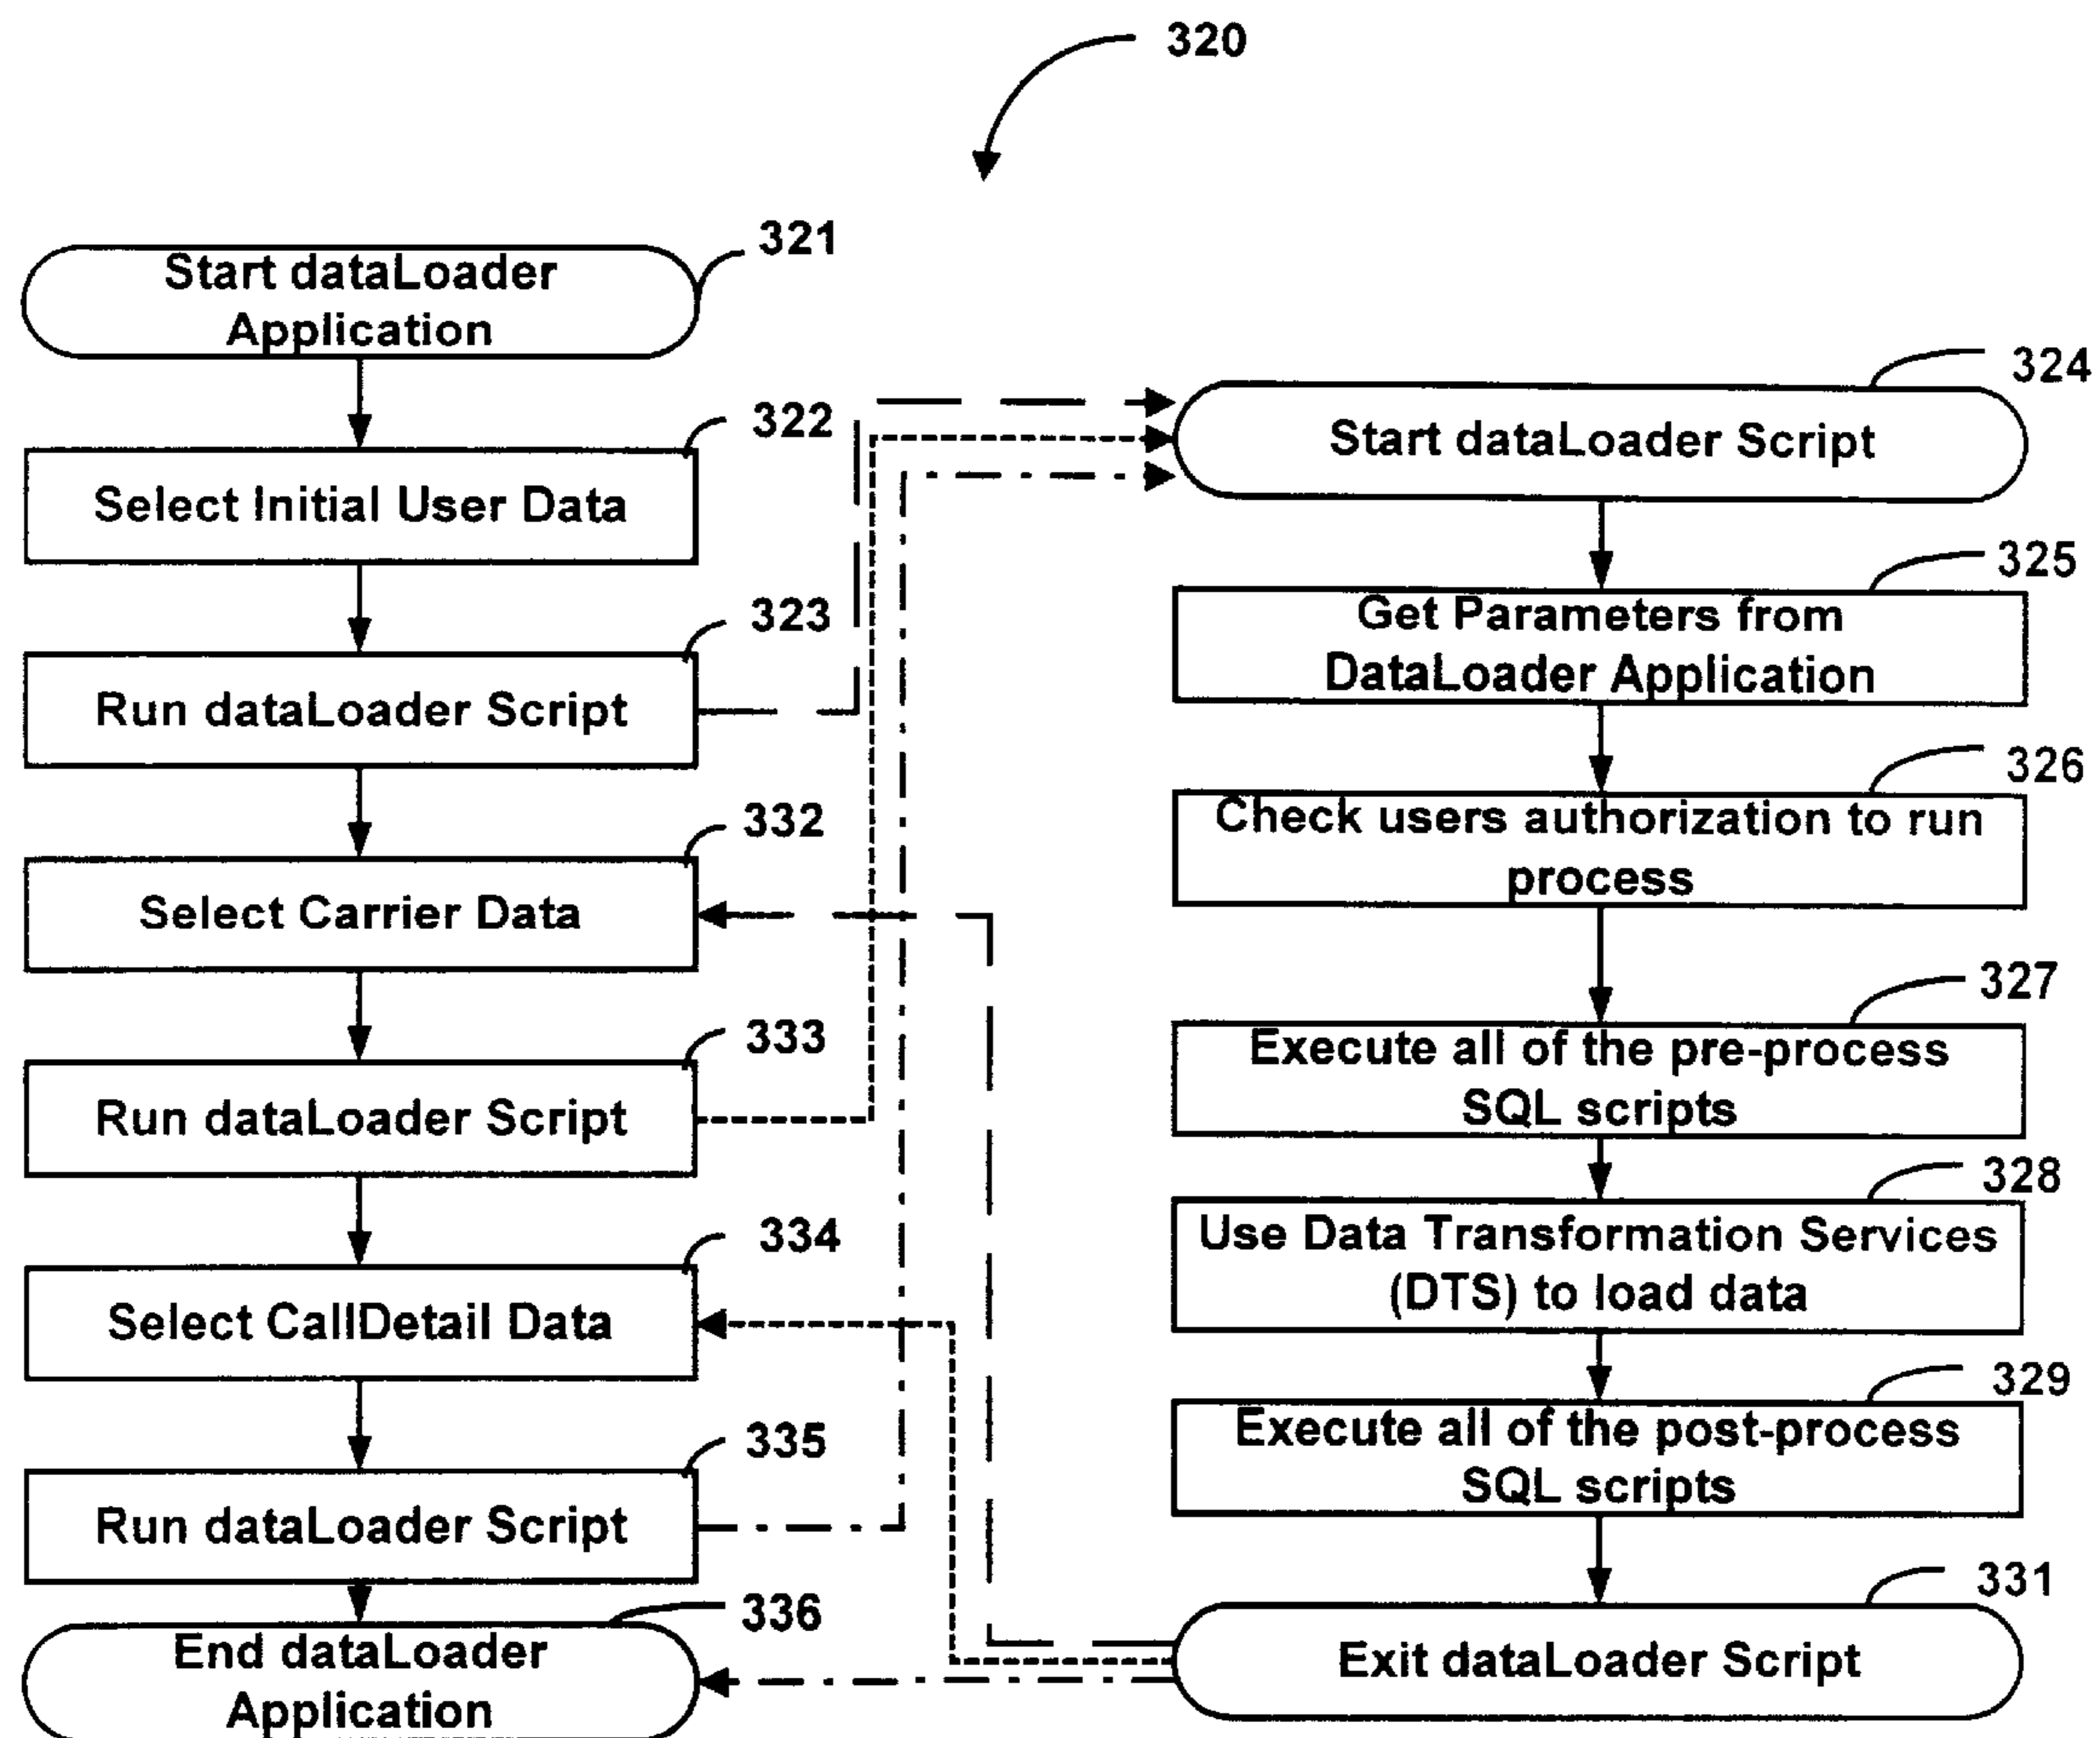 320
321
Start dataLoader
Application
322
Select Initial User Data
323
Run dataLoader Script
332
Select Carrier Data
333
Run dataLoader Script
334
Select CallDetail Data
335
Run dataLoader Script
336
End dataLoader
Application
324
Start dataLoader Script
325
Get Parameters from
DataLoader Application
326
Check users authorization to run
process
327
Execute all of the pre-process
SQL scripts
328
Use Data Transformation Services
(DTS) to load data
329
Execute all of the post-process
SQL scripts
331
Exit dataLoader Script